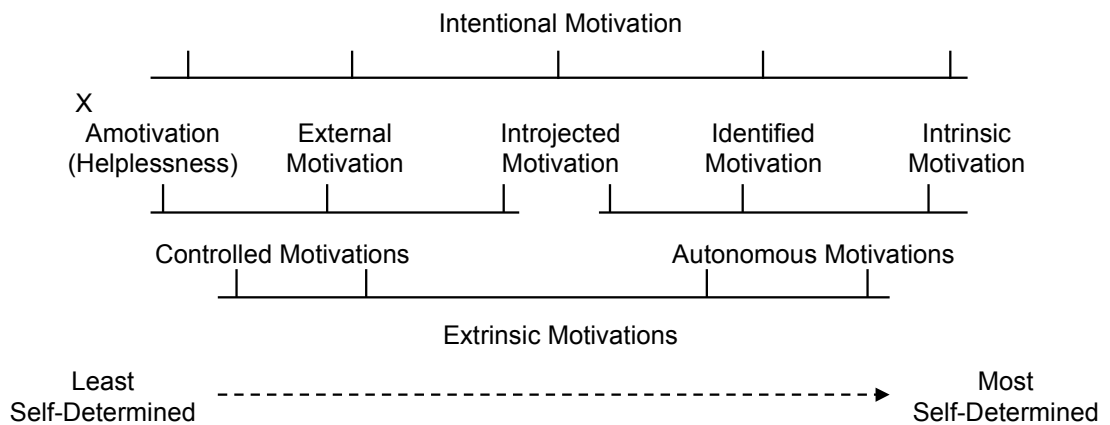 Intentional Motivation
X
Amotivation External Introjected Identified Intrinsic
(Helplessness) Motivation Motivation Motivation Motivation
Controlled Motivations Autonomous Motivations
Extrinsic Motivations
Least Most
Self-Determined Self-Determined